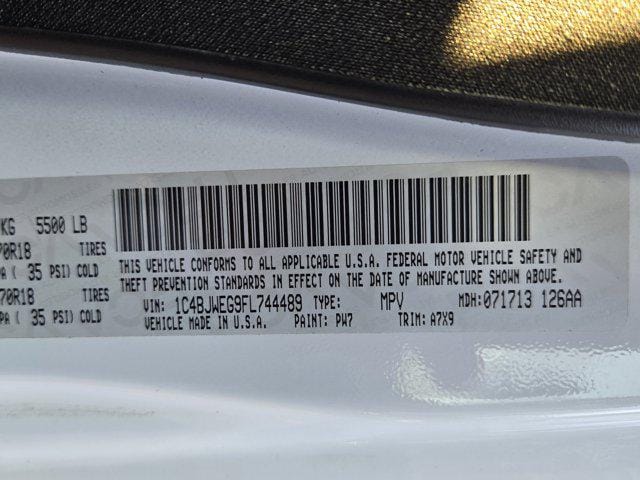 KG 5500 LB
70R18 TIRES
PA ( 35 PSI) COLD
70R18 TIRES
PA ( 35 PSI) COLD
THIS VEHICLE CONFORMS TO ALL APPLICABLE U.S.A. FEDERAL MOTOR VEHICLE SAFETY AND
THEFT PREVENTION STANDARDS IN EFFECT ON THE DATE OF MANUFACTURE SHOWN ABOVE.
VIN: 1C4BJWEG9FL744489 TYPE: MPV MDH: 071713 126AA
VEHICLE MADE IN U.S.A. PAINT: PW7 TRIM: A7X9